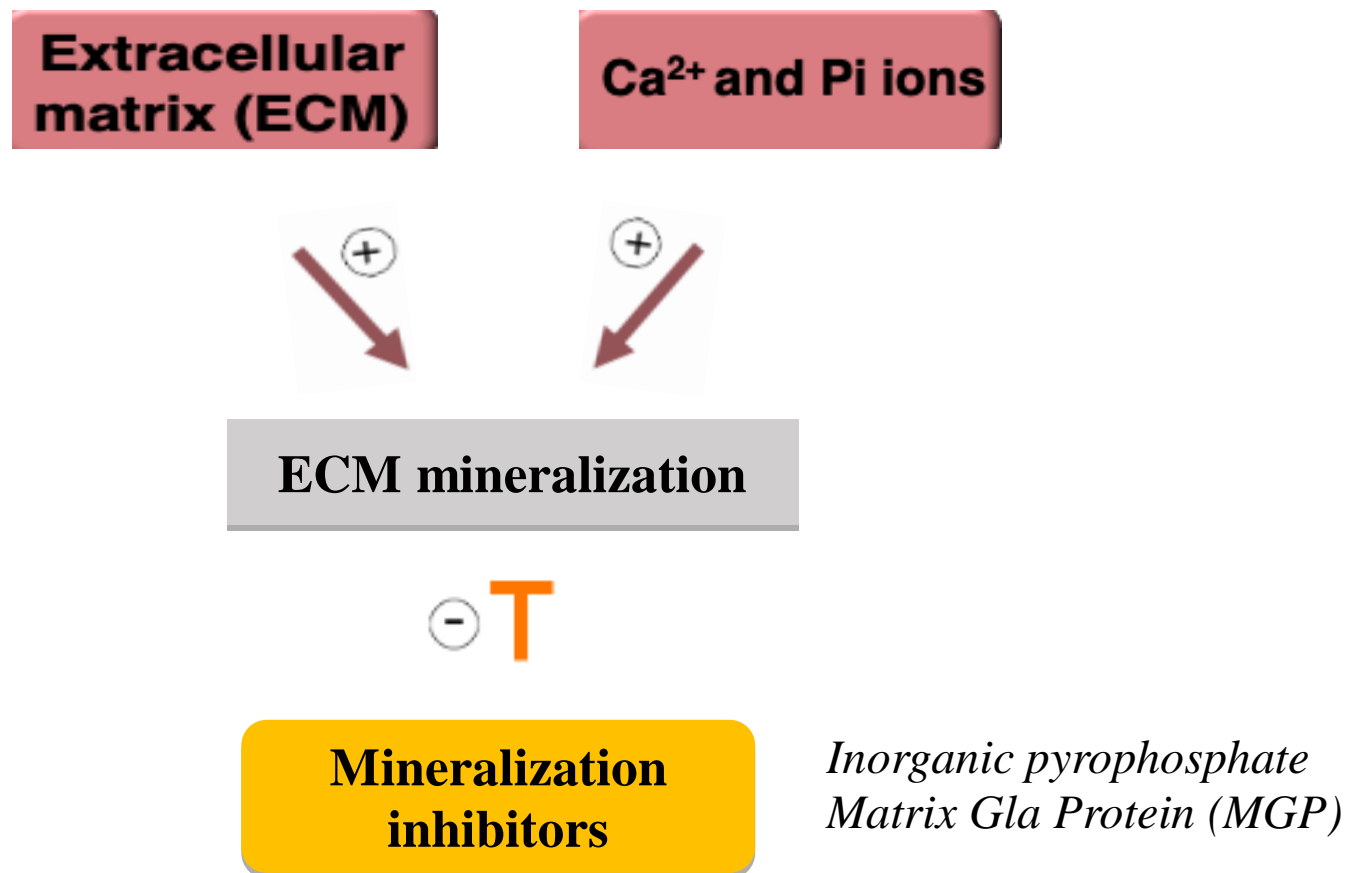 Extracellular
matrix (ECM)
Ca²⁺ and Pi ions
+
+
ECM mineralization
-
Mineralization
inhibitors
Inorganic pyrophosphate
Matrix Gla Protein (MGP)